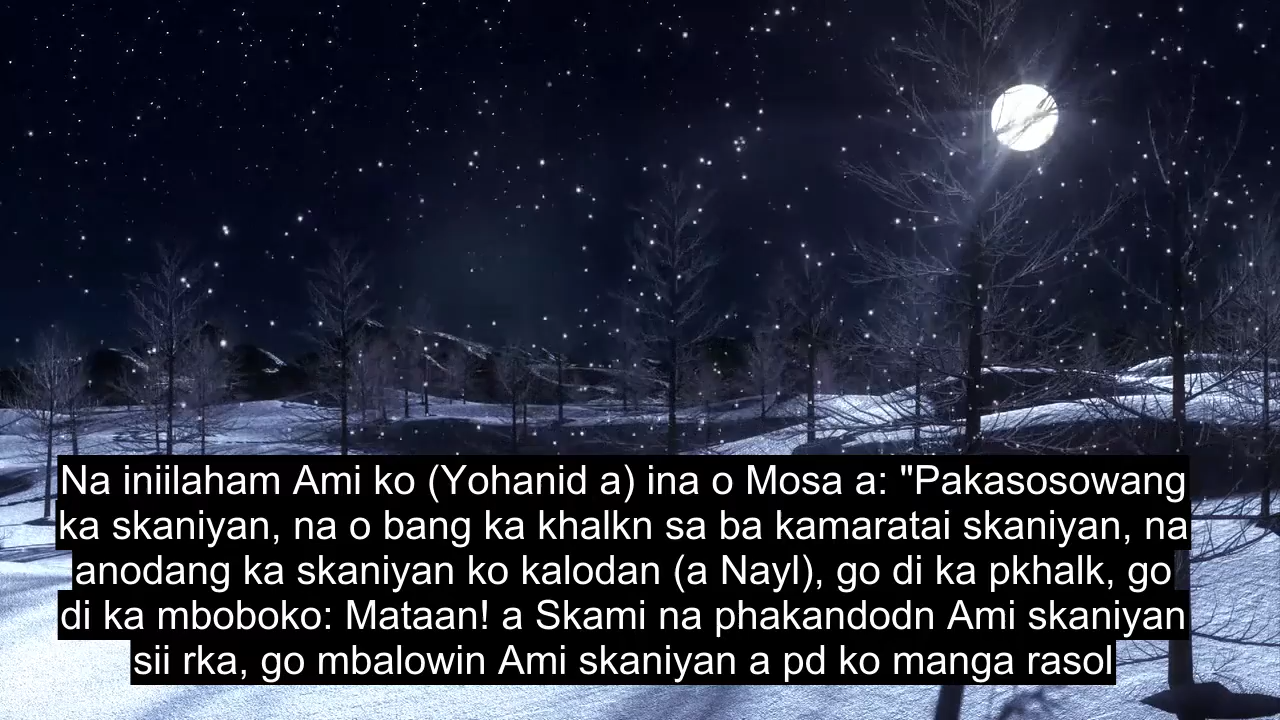 Na iniilaham Ami ko (Yohanid a) ina o Mosa a: "Pakasosowang
ka skaniyan, na o bang ka khalkn sa ba kamaratai skaniyan, na
anodang ka skaniyan ko kalodan (a Nayl), go di ka pkhalk, go
di ka mboboko: Mataan! a Skami na phakandodn Ami skaniyan
sii rka, go mbalowin Ami skaniyan a pd ko manga rasol